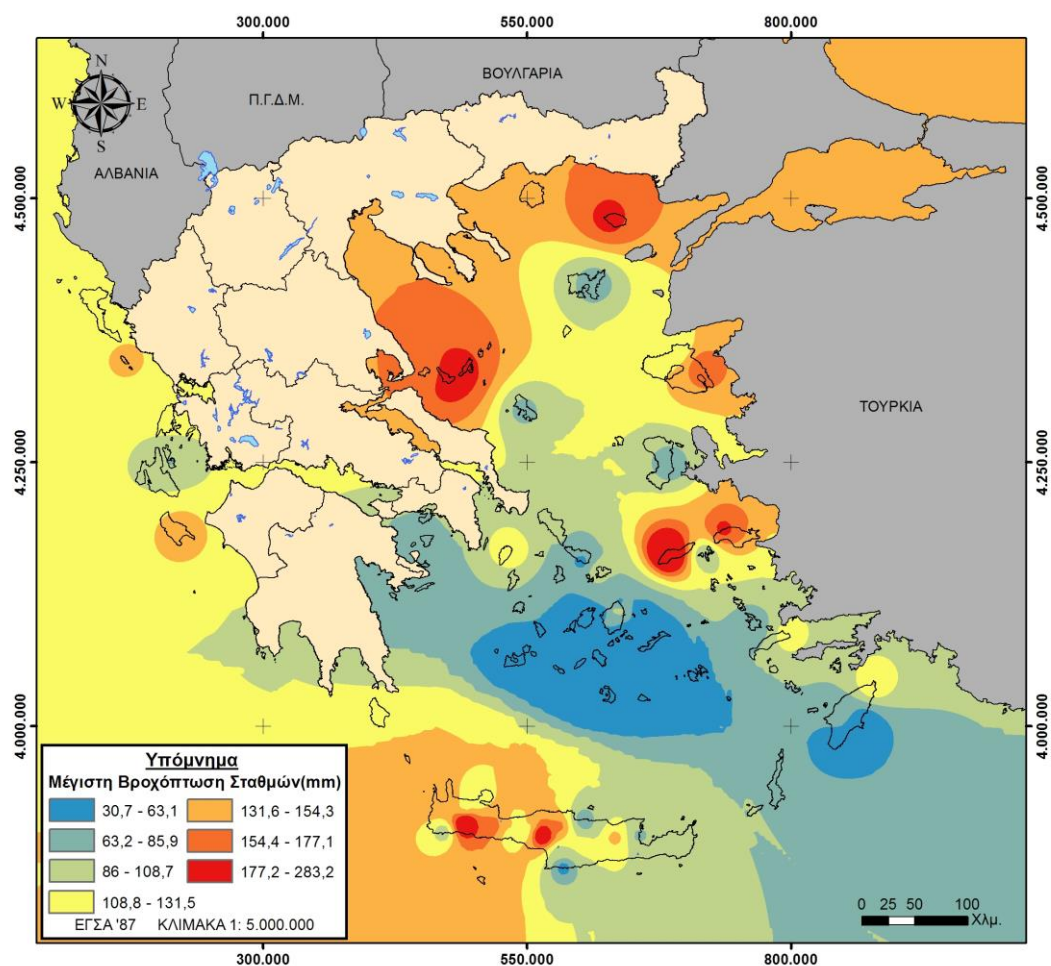 300.000 550.000 800.000
N
W E
S
Π.Γ.Δ.Μ.
ΒΟΥΛΓΑΡΙΑ
ΑΛΒΑΝΙΑ
4.500.000 4.500.000
ΤΟΥΡΚΙΑ
4.250.000 4.250.000
4.000.000 4.000.000
Υπόμνημα
Μέγιστη Βροχόπτωση Σταθμών(mm)
30,7 - 63,1 131,6 - 154,3
63,2 - 85,9 154,4 - 177,1
86 - 108,7 177,2 - 283,2
108,8 - 131,5
ΕΓΣΑ '87 ΚΛΙΜΑΚΑ 1: 5.000.000
0 25 50 100
Χλμ.
300.000 550.000 800.000